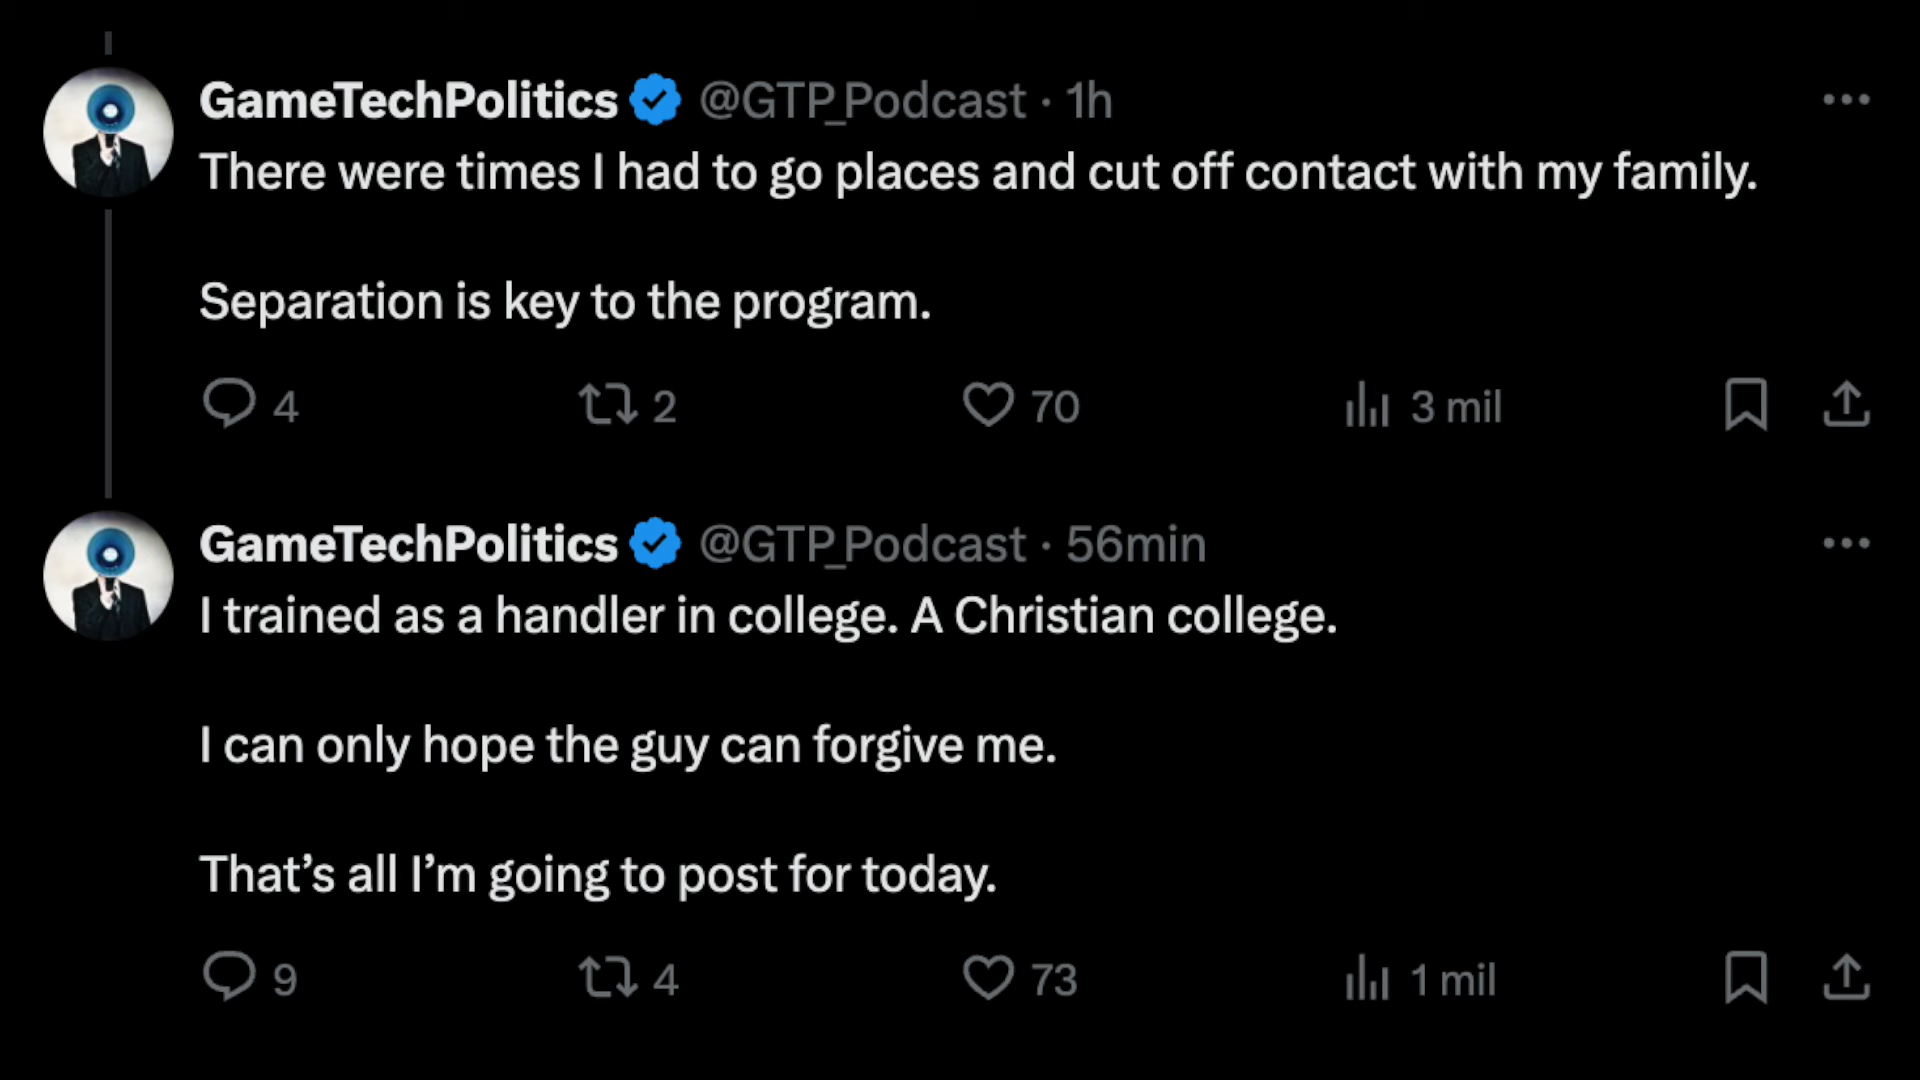 GameTechPolitics @GTP_Podcast · 1h
There were times I had to go places and cut off contact with my family.
Separation is key to the program.
4 2 70 3 mil
GameTechPolitics @GTP_Podcast · 56min
I trained as a handler in college. A Christian college.
I can only hope the guy can forgive me.
That’s all I’m going to post for today.
9 4 73 1 mil